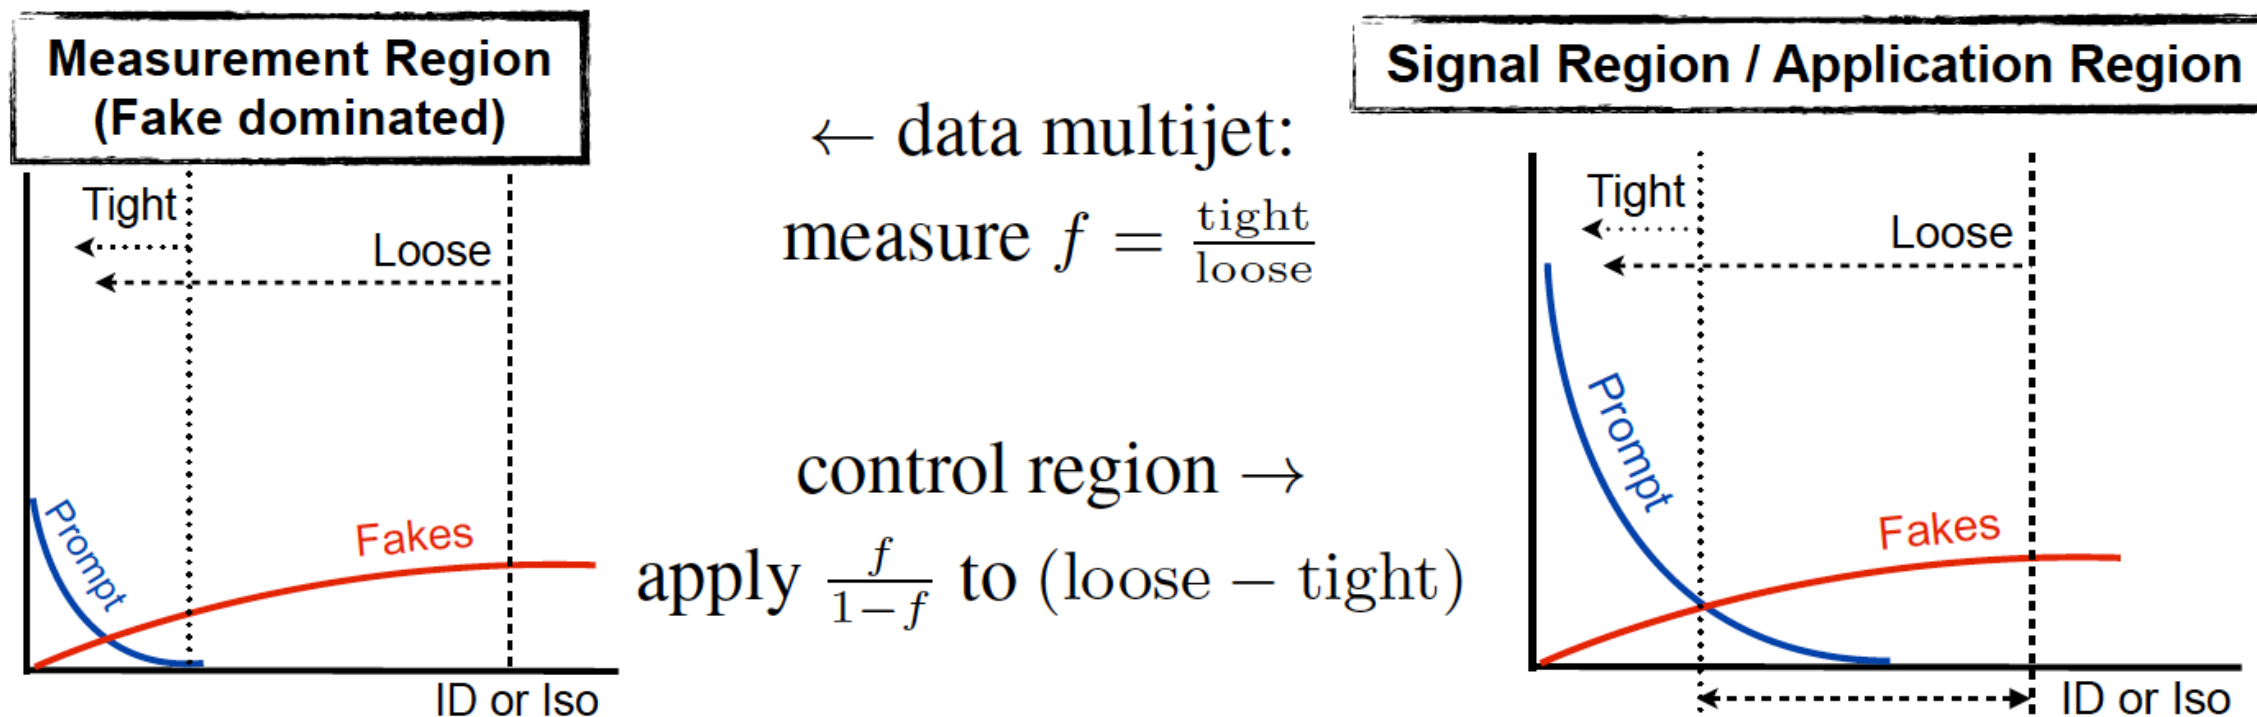 Measurement Region
(Fake dominated)
Tight
Loose
Prompt
Fakes
ID or Iso
← data multijet:
measure f = tight/loose
control region →
apply f/(1−f) to (loose − tight)
Signal Region / Application Region
Tight
Loose
Prompt
Fakes
ID or Iso